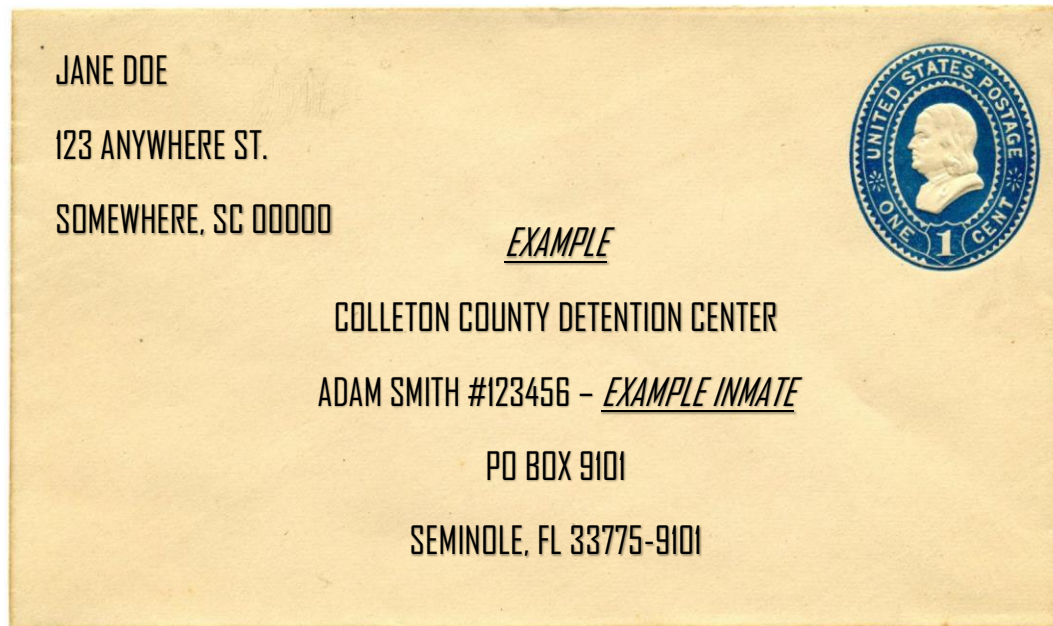 JANE DOE
123 ANYWHERE ST.
SOMEWHERE, SC 00000
UNITED STATES POSTAGE
ONE 1 CENT
EXAMPLE
COLLETON COUNTY DETENTION CENTER
ADAM SMITH #123456 – EXAMPLE INMATE
PO BOX 9101
SEMINOLE, FL 33775-9101